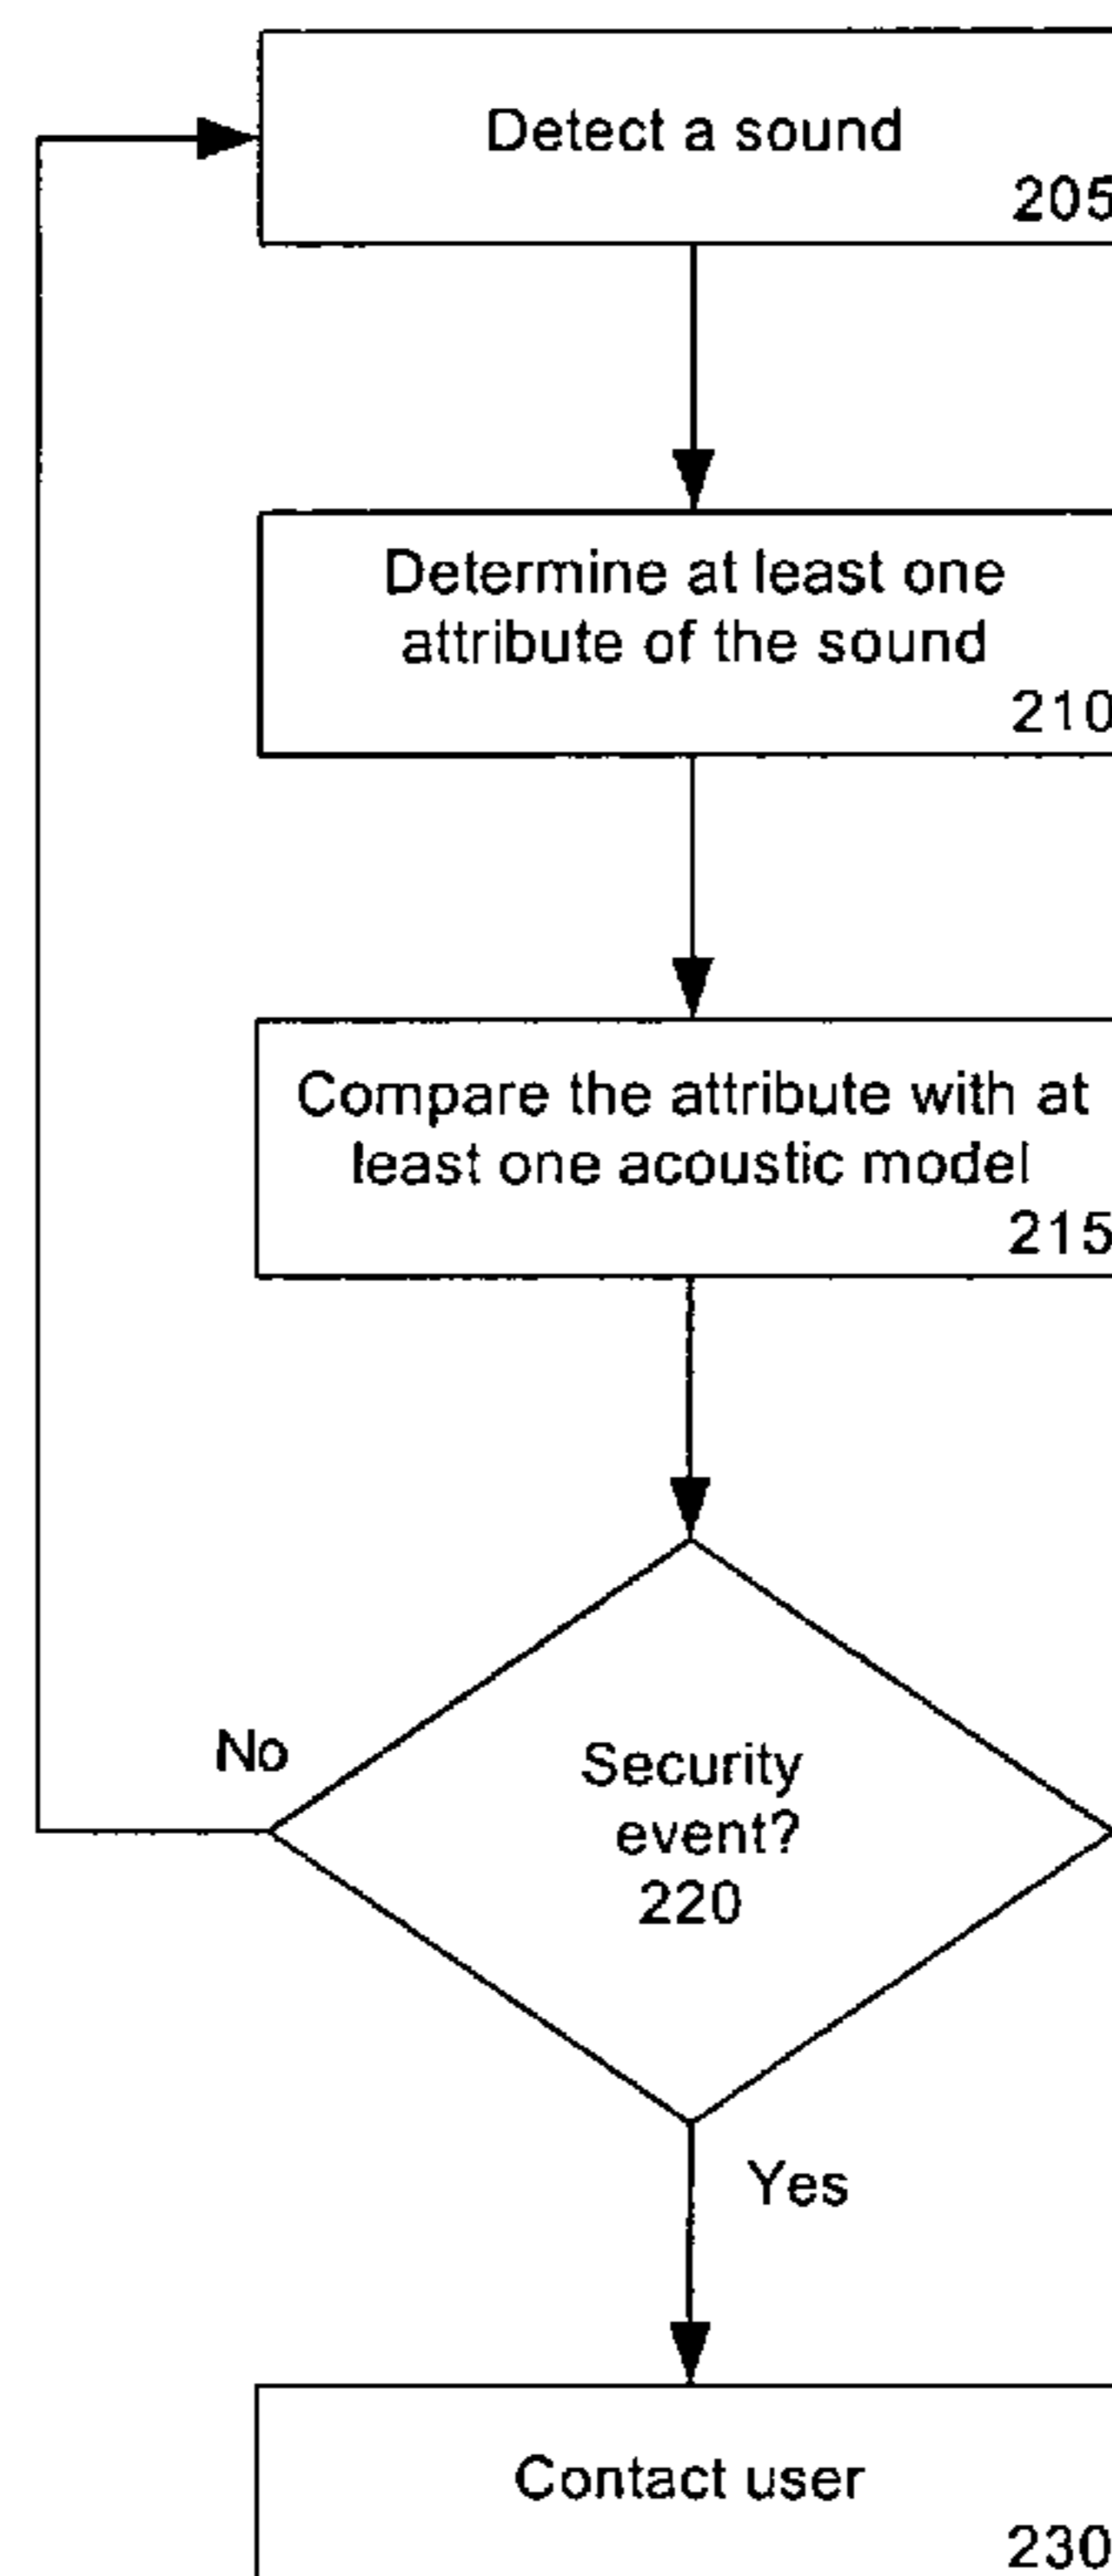 Detect a sound
205
Determine at least one
attribute of the sound
210
Compare the attribute with at
least one acoustic model
215
No
Security
event?
220
Yes
Contact user
230